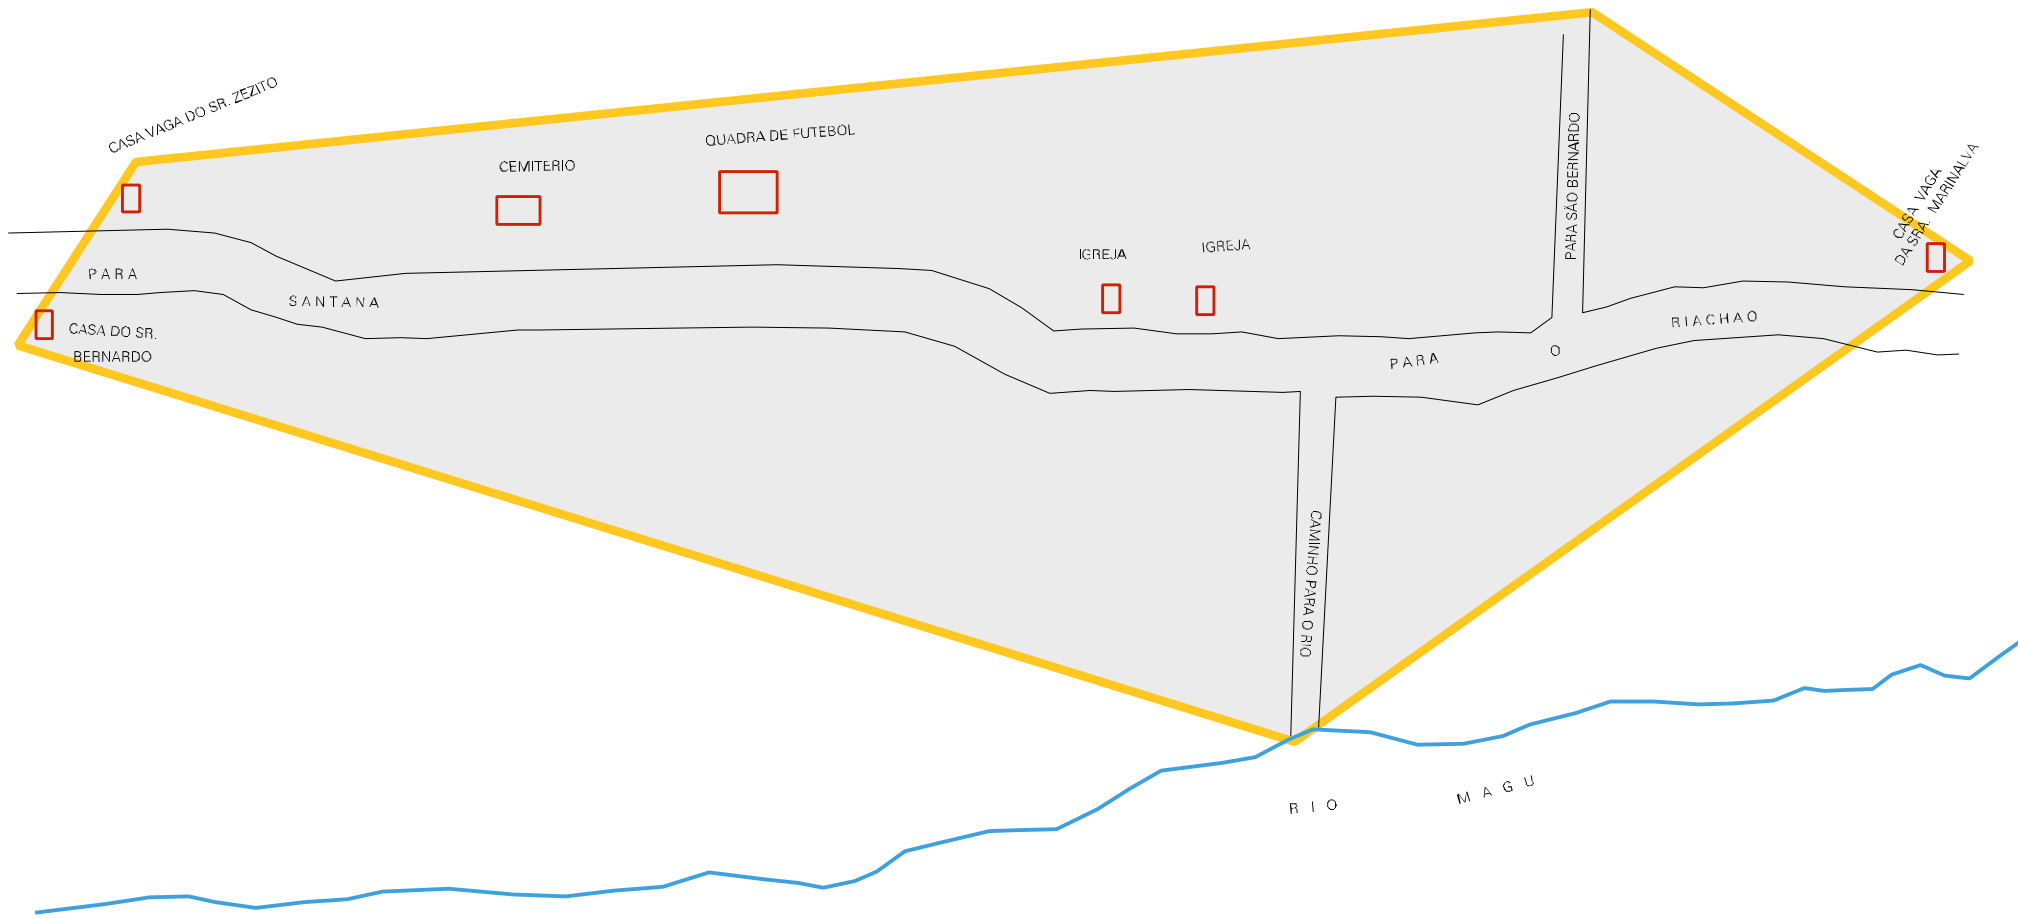 CASA VAGA DO SR. ZEZITO
CEMITERIO
QUADRA DE FUTEBOL
PARA SÃO BERNARDO
CASA VAGA
DA SRA. MARINALVA
IGREJA
IGREJA
PARA
SANTANA
CASA DO SR.
BERNARDO
PARA
O
RIACHAO
CAMINHO PARA O RIO
RIO MAGU